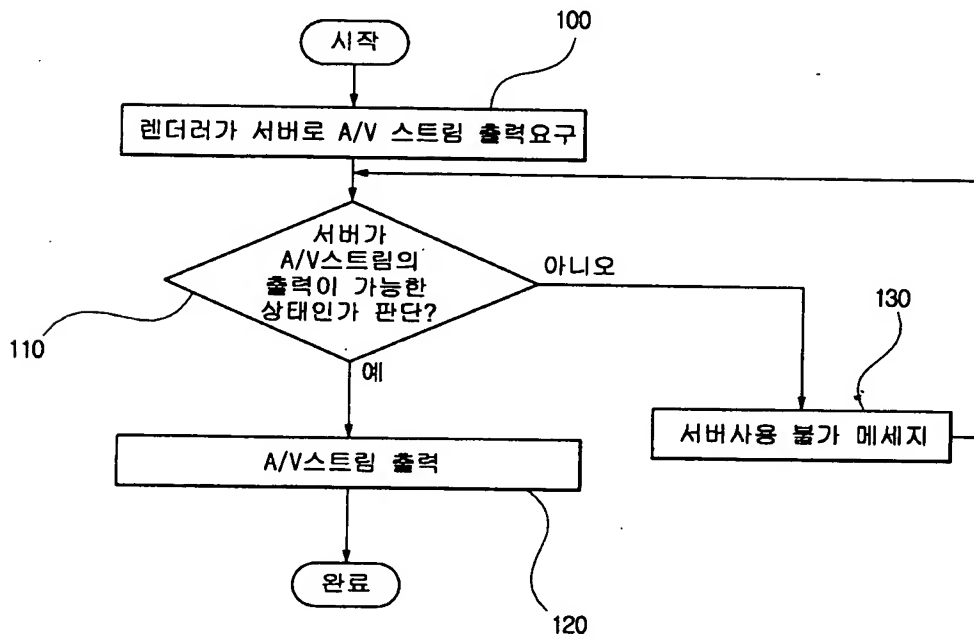 100
시작
렌더러가 서버로 A/V 스트림 출력요구
서버가
A/V스트림의
출력이 가능한
상태인가 판단?
아니오
130
110
예
서버사용 불가 메세지
A/V스트림 출력
완료
120